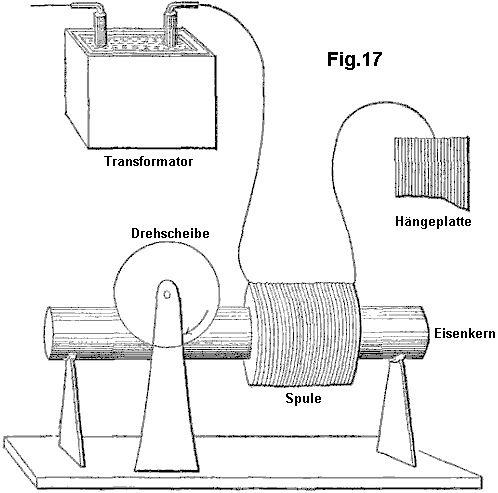 Fig.17
Transformator
Hängeplatte
Drehscheibe
Eisenkern
Spule